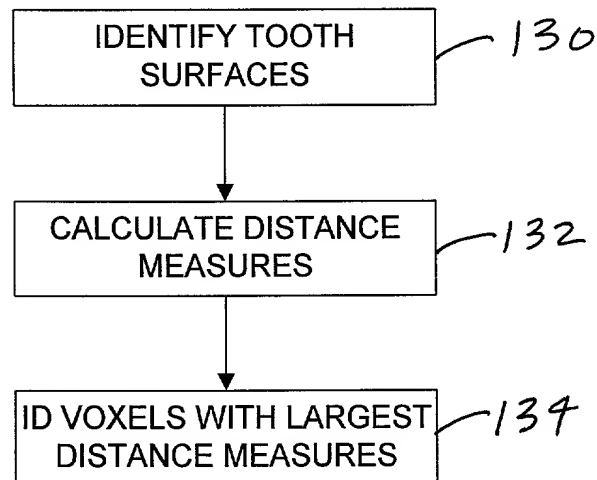 IDENTIFY TOOTH
SURFACES
130
CALCULATE DISTANCE
MEASURES
132
ID VOXELS WITH LARGEST
DISTANCE MEASURES
134